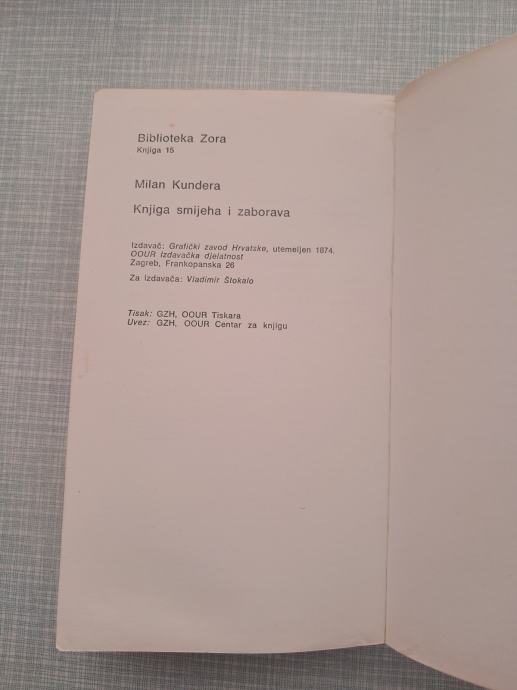 Biblioteka Zora
Knjiga 15
Milan Kundera
Knjiga smijeha i zaborava
Izdavač: Grafički zavod Hrvatske, utemeljen 1874.
OOUR Izdavačka djelatnost
Zagreb, Frankopanska 26
Za izdavača: Vladimir Štokalo
Tisak: GZH, OOUR Tiskara
Uvez: GZH, OOUR Centar za knjigu